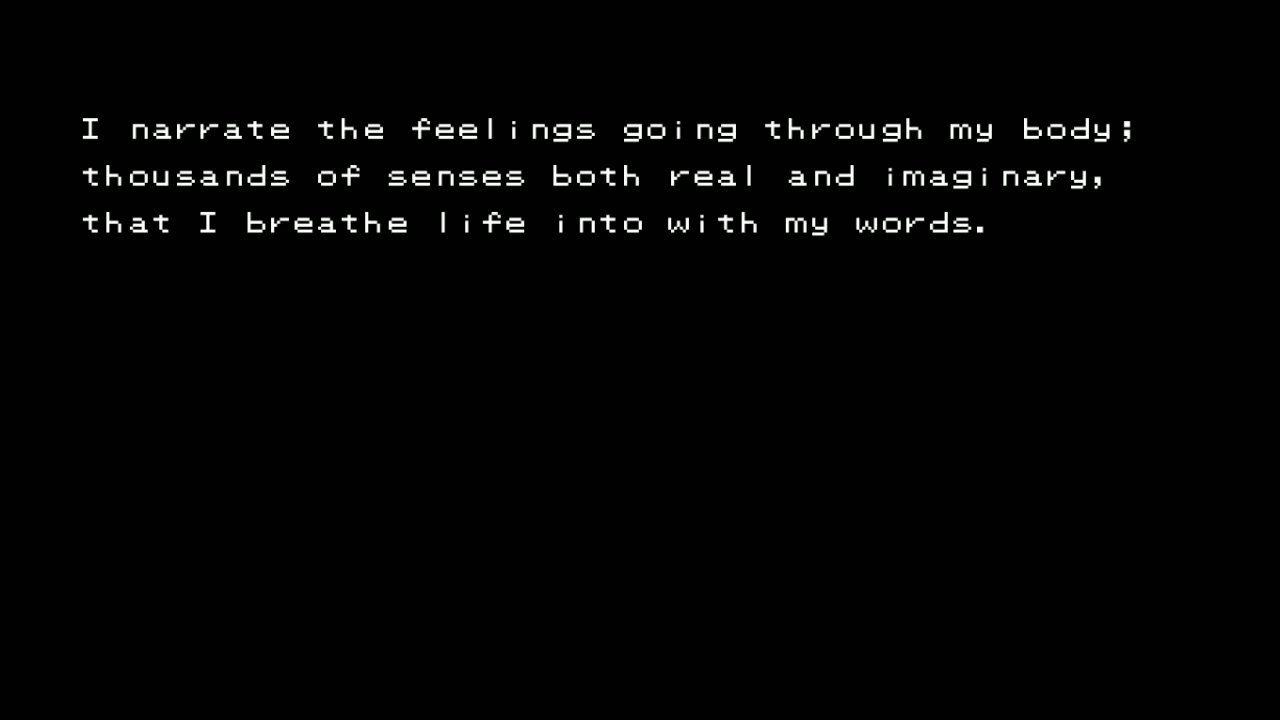 I narrate the feelings going through my body;
thousands of senses both real and imaginary,
that I breathe life into with my words.